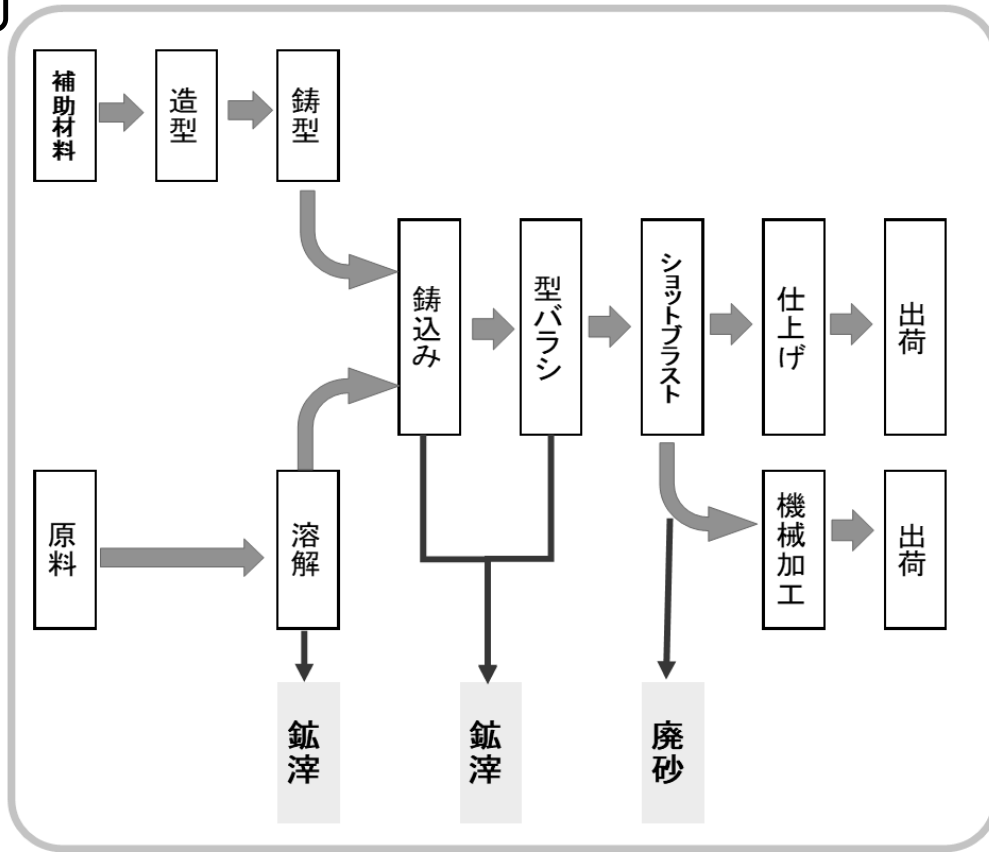 補助材料
造型
鋳型
鋳込み
型バラシ
ショットブラスト
仕上げ
出荷
原料
溶解
機械加工
出荷
鉱滓
鉱滓
廃砂